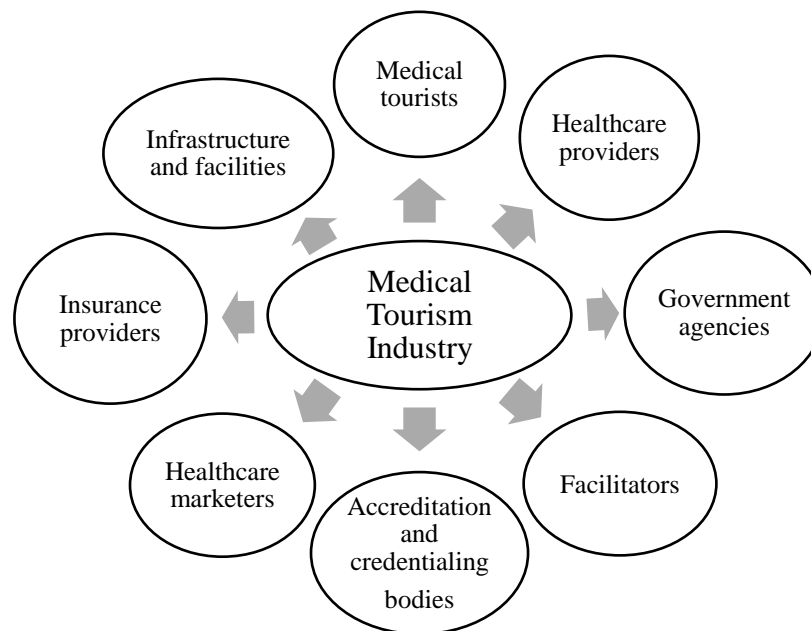 Medical
tourists
Healthcare
providers
Infrastructure
and facilities
Government
agencies
Insurance
providers
Medical
Tourism
Industry
Healthcare
marketers
Facilitators
Accreditation
and
credentialing
bodies